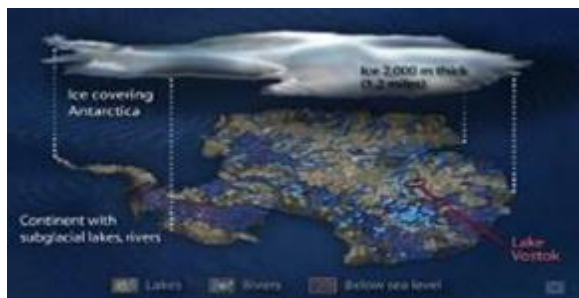 Ice covering
Antarctica
Ice 2,000 m thick
(1.2 miles)
Continent with
subglacial lakes, rivers
Lake
Vostok
Lakes
Rivers
Below sea level